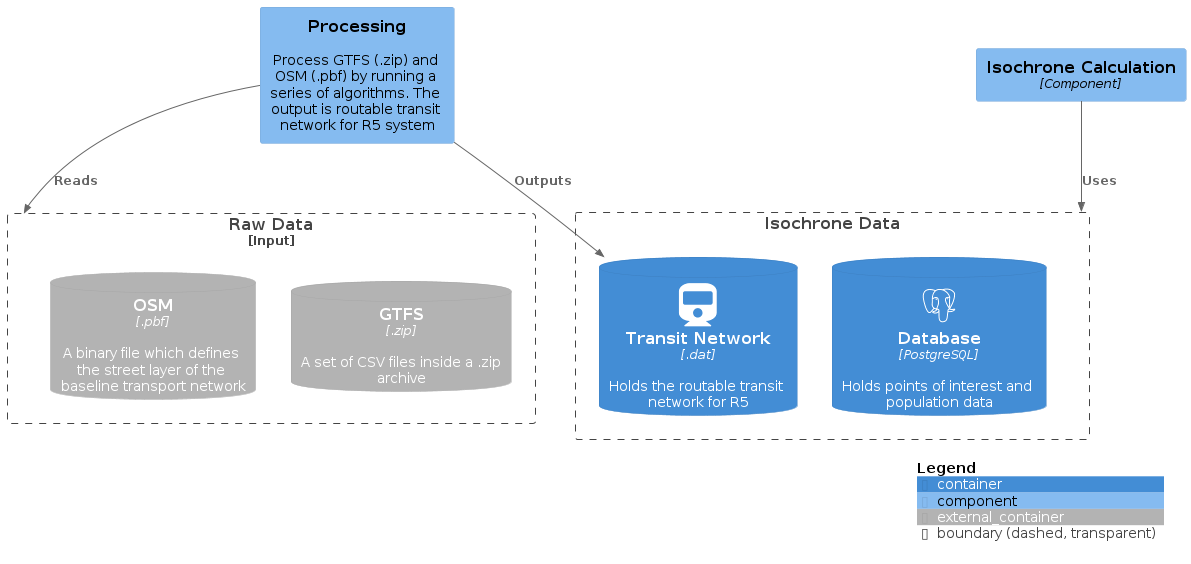 Processing
Process GTFS (.zip) and
OSM (.pbf) by running a
series of algorithms. The
output is routable transit
network for R5 system
Isochrone Calculation
[Component]
Reads
Outputs
Uses
Raw Data
[Input]
OSM
[.pbf]
A binary file which defines
the street layer of the
baseline transport network
GTFS
[.zip]
A set of CSV files inside a .zip
archive
Isochrone Data
Transit Network
[.dat]
Holds the routable transit
network for R5
Database
[PostgreSQL]
Holds points of interest and
population data
Legend
container
component
external_container
boundary (dashed, transparent)